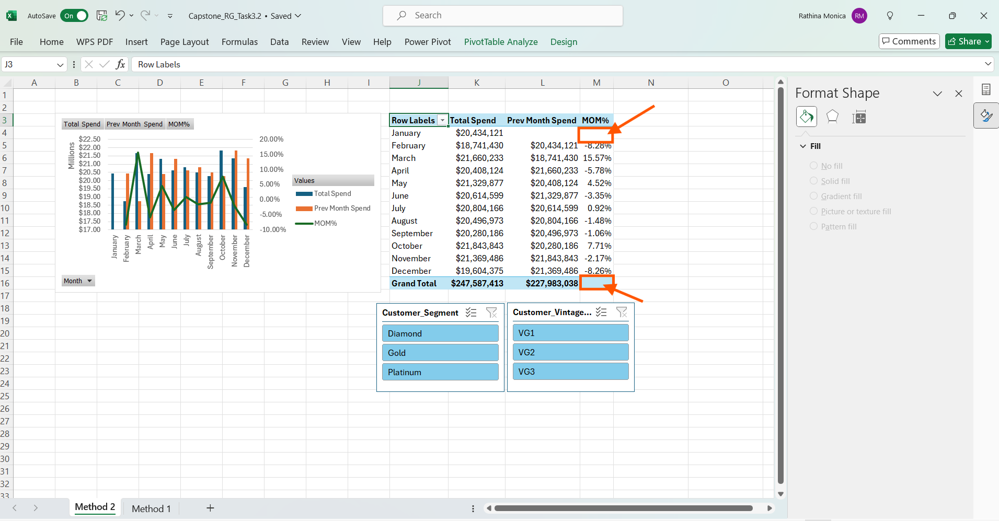 AutoSave On Capstone_RG_Task3.2 • Saved Search Rathina Monica RM
File Home WPS PDF Insert Page Layout Formulas Data Review View Help Power Pivot PivotTable Analyze Design Comments Share
J3 fx Row Labels
A B C D E F G H I J K L M N O
1
2
3 Row Labels Total Spend Prev Month Spend MOM%
4 January $20,434,121
5 February $18,741,430 $20,434,121 -8.28%
6 March $21,660,233 $18,741,430 15.57%
7 April $20,408,124 $21,660,233 -5.78%
8 May $21,329,877 $20,408,124 4.52%
9 June $20,614,599 $21,329,877 -3.35%
10 July $20,804,166 $20,614,599 0.92%
11 August $20,496,973 $20,804,166 -1.48%
12 September $20,280,186 $20,496,973 -1.06%
13 October $21,843,843 $20,280,186 7.71%
14 November $21,369,486 $21,843,843 -2.17%
15 December $19,604,375 $21,369,486 -8.26%
16 Grand Total $247,587,413 $227,983,038
17
18
19
20
21
22
23
24
25
26
27
28
29
30
31
32
33
Total Spend Prev Month Spend MOM%
Millions
$22.50
$22.00
$21.50
$21.00
$20.50
$20.00
$19.50
$19.00
$18.50
$18.00
$17.50
$17.00
20.00%
15.00%
10.00%
5.00%
0.00%
-5.00%
-10.00%
January
February
March
April
May
June
July
August
September
October
November
December
Values
Total Spend
Prev Month Spend
MOM%
Month
Customer_Segment
Diamond
Gold
Platinum
Customer_Vintage...
VG1
VG2
VG3
Format Shape
Fill
No fill
Solid fill
Gradient fill
Picture or texture fill
Pattern fill
Method 2 Method 1